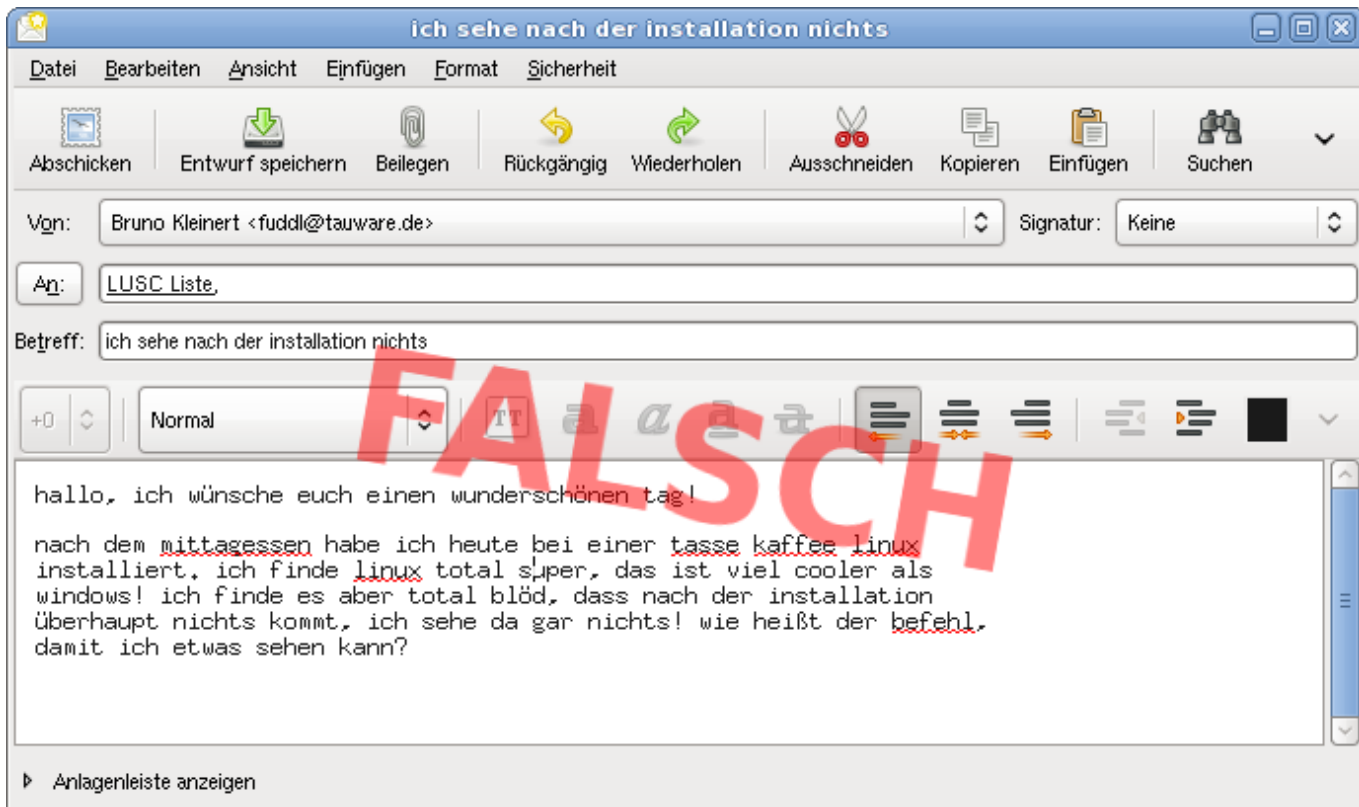 ich sehe nach der installation nichts
Datei Bearbeiten Ansicht Einfügen Format Sicherheit
Abschicken Entwurf speichern Beilegen Rückgängig Wiederholen Ausschneiden Kopieren Einfügen Suchen
Von: Bruno Kleinert <fuddl@tauware.de> Signatur: Keine
An: LUSC Liste,
Betreff: ich sehe nach der installation nichts
+0 Normal TT a a a a
FALSCH
hallo, ich wünsche euch einen wunderschönen tag!
nach dem mittagessen habe ich heute bei einer tasse kaffee linux
installiert. ich finde linux total super, das ist viel cooler als
windows! ich finde es aber total blöd, dass nach der installation
überhaupt nichts kommt, ich sehe da gar nichts! wie heißt der befehl,
damit ich etwas sehen kann?
Anlagenleiste anzeigen